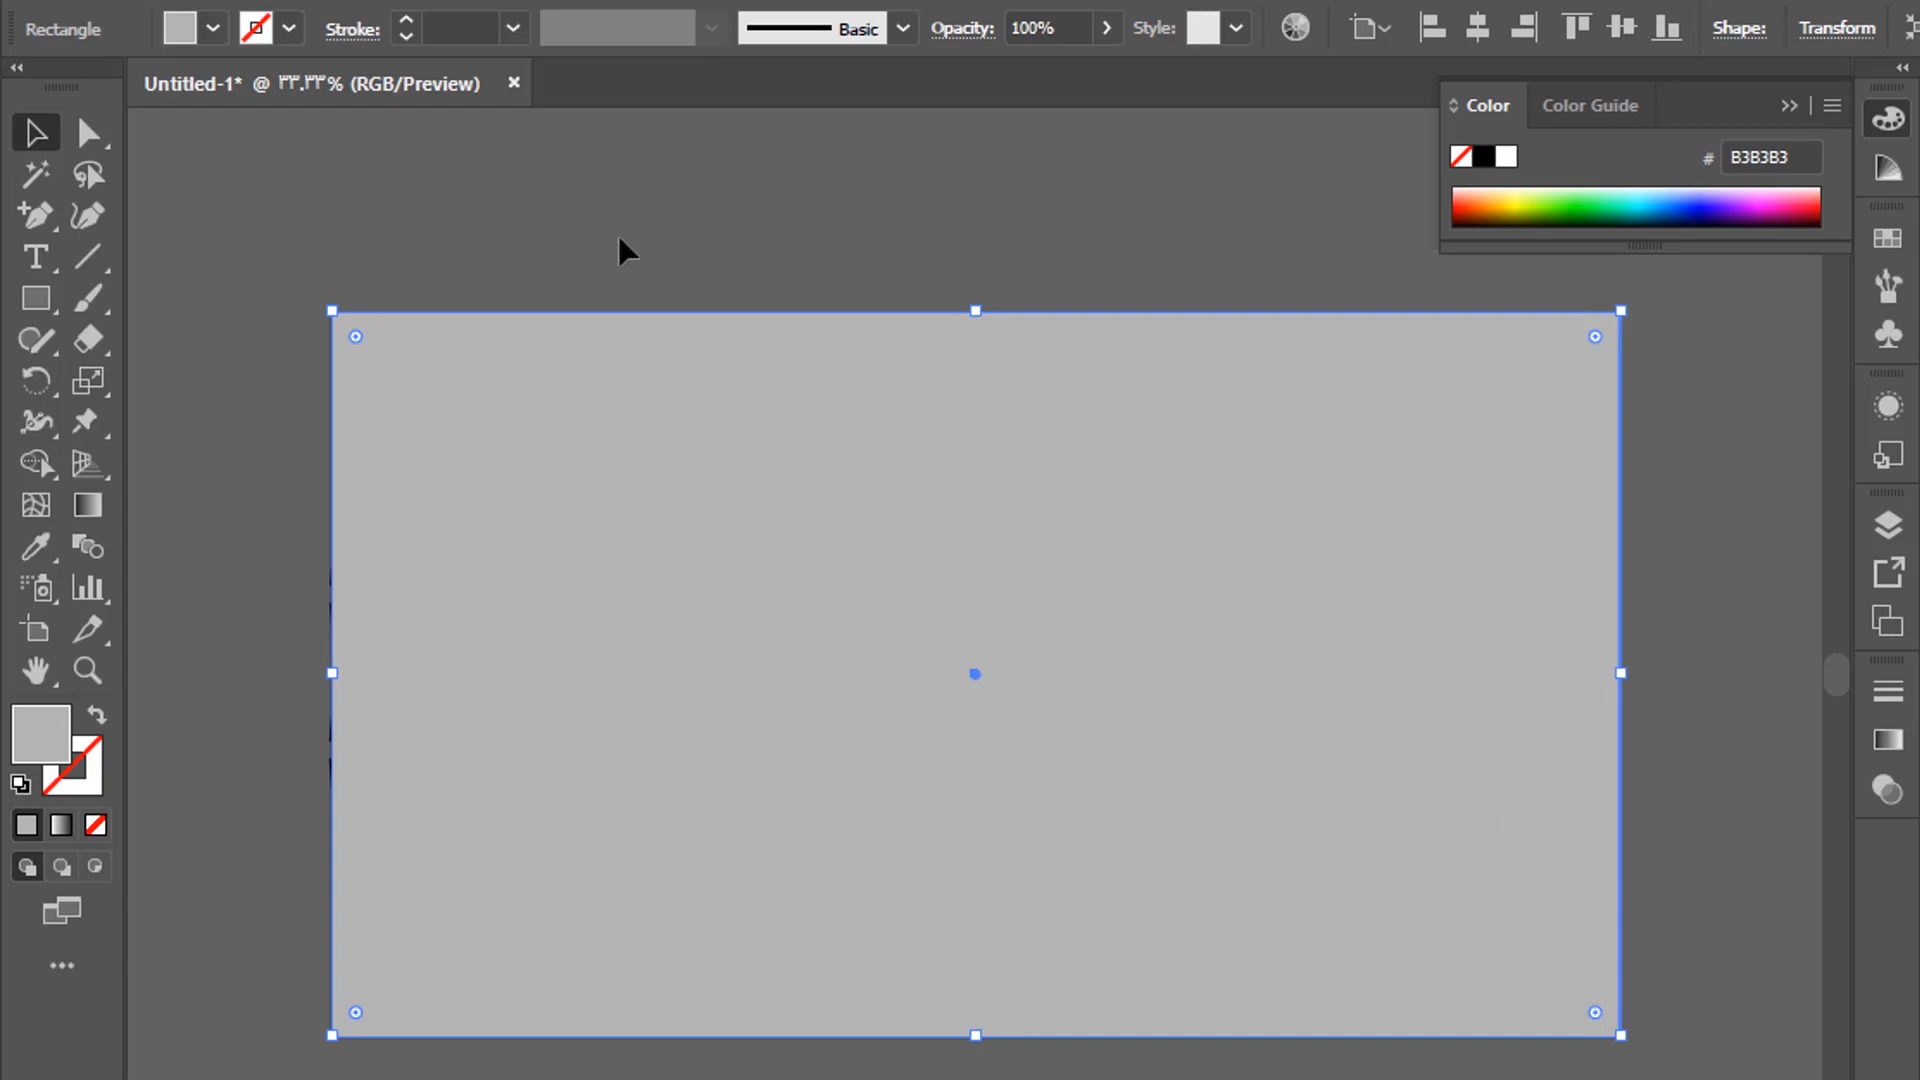 Rectangle Stroke: Basic Opacity: 100% Style: Shape: Transform
Untitled-1* @ ٣٣.٣٣% (RGB/Preview)
Color Color Guide
# B3B3B3